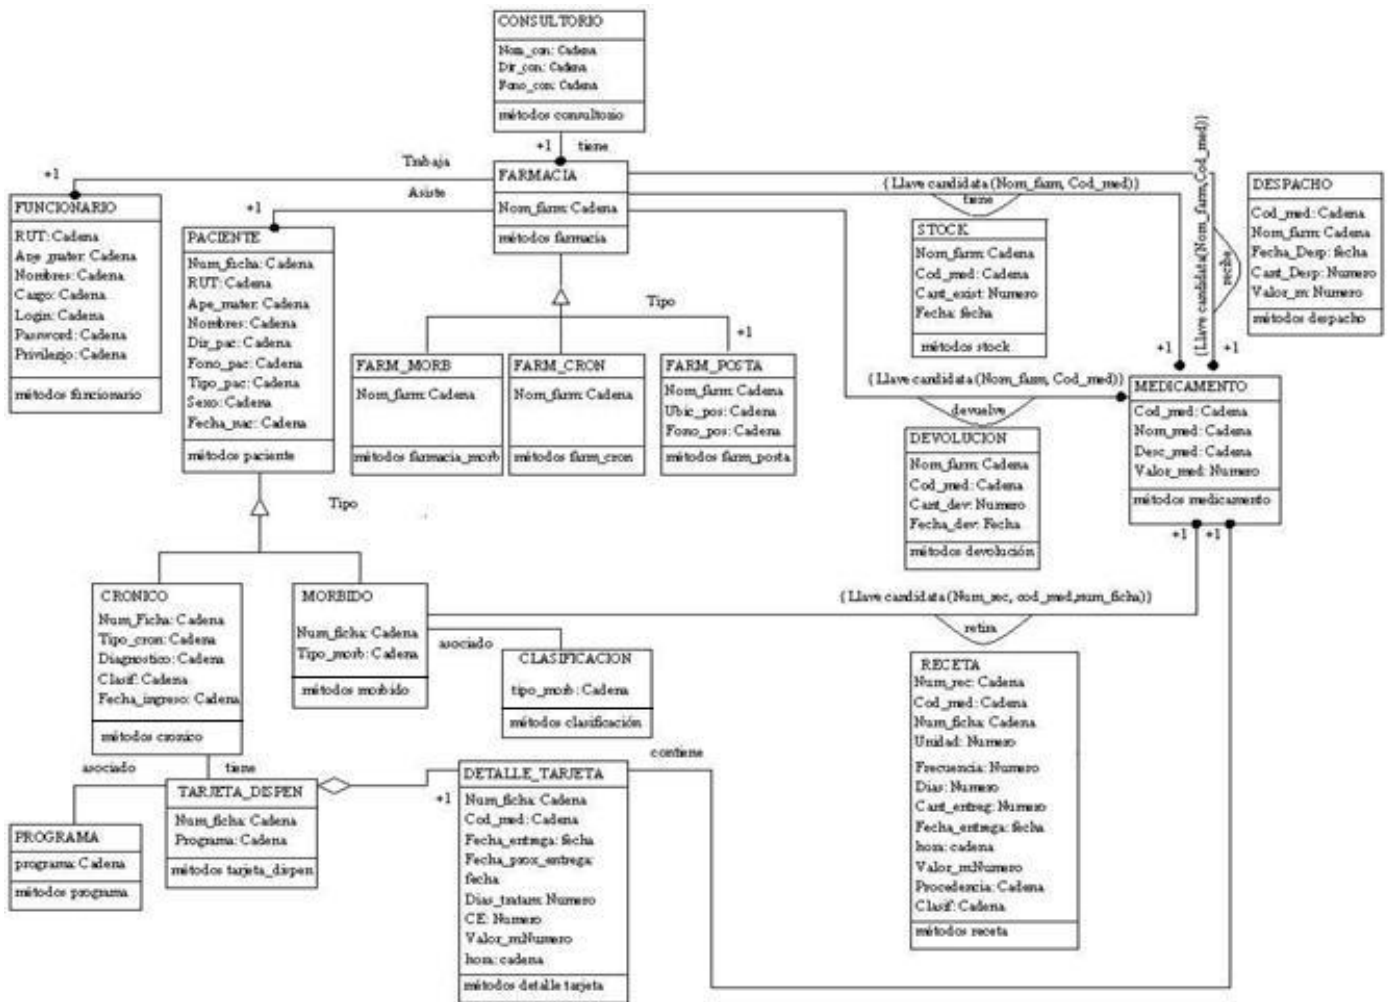 CONSULTORIO
Nom_con: Cadena
Dir_con: Cadena
Fono_con: Cadena
métodos consultorio
+1
tiene
Trabaja
+1
Asiste
+1
FARMACIA
Nom_farm: Cadena
métodos farmacia
FUNCIONARIO
RUT: Cadena
Ape_mater: Cadena
Nombres: Cadena
Cargo: Cadena
Login: Cadena
Password: Cadena
Privilegio: Cadena
métodos funcionario
PACIENTE
Num_ficha: Cadena
RUT: Cadena
Ape_mater: Cadena
Nombres: Cadena
Dir_pac: Cadena
Fono_pac: Cadena
Tipo_pac: Cadena
Sexo: Cadena
Fecha_nac: Cadena
métodos paciente
Tipo
+1
FARM_MORB
Nom_farm: Cadena
métodos farmacia_morb
FARM_CRON
Nom_farm: Cadena
métodos farm_cron
FARM_POSTA
Nom_farm: Cadena
Ubic_pos: Cadena
Fono_pos: Cadena
métodos farm_posta
{ Llave candidata (Nom_farm, Cod_med)}
tiene
STOCK
Nom_farm: Cadena
Cod_med: Cadena
Cant_exist: Numero
Fecha: fecha
métodos stock
{Llave candidata(Nom_farm,Cod_med)}
recibe
DESPACHO
Cod_med: Cadena
Nom_farm: Cadena
Fecha_Desp: fecha
Cant_Desp: Numero
Valor_m: Numero
métodos despacho
+1
+1
{ Llave candidata (Nom_farm, Cod_med)}
devuelve
DEVOLUCION
Nom_farm: Cadena
Cod_med: Cadena
Cant_dev: Numero
Fecha_dev: Fecha
métodos devolución
MEDICAMENTO
Cod_med: Cadena
Nom_med: Cadena
Desc_med: Cadena
Valor_med: Numero
métodos medicamento
+1
+1
Tipo
CRONICO
Num_Ficha: Cadena
Tipo_cron: Cadena
Diagnostico: Cadena
Clasif: Cadena
Fecha_ingreso: Cadena
métodos cronico
MORBIDO
Num_ficha: Cadena
Tipo_morb: Cadena
métodos morbido
asociado
CLASIFICACION
tipo_morb: Cadena
métodos clasificación
{ Llave candidata (Num_rec, cod_med,num_ficha)}
retira
RECETA
Num_rec: Cadena
Cod_med: Cadena
Num_ficha: Cadena
Unidad: Numero
Frecuencia: Numero
Dias: Numero
Cant_entreg: Numero
Fecha_entrega: fecha
hora: cadena
Valor_m:Numero
Procedencia: Cadena
Clasif: Cadena
métodos receta
asociado
tiene
PROGRAMA
programa: Cadena
métodos programa
TARJETA_DISPEN
Num_ficha: Cadena
Programa: Cadena
métodos tarjeta_dispen
+1
contiene
DETALLE_TARJETA
Num_ficha: Cadena
Cod_med: Cadena
Fecha_entrega: fecha
Fecha_prox_entrega:
fecha
Dias_tratam: Numero
CE: Numero
Valor_m:Numero
hora: cadena
métodos detalle tarjeta